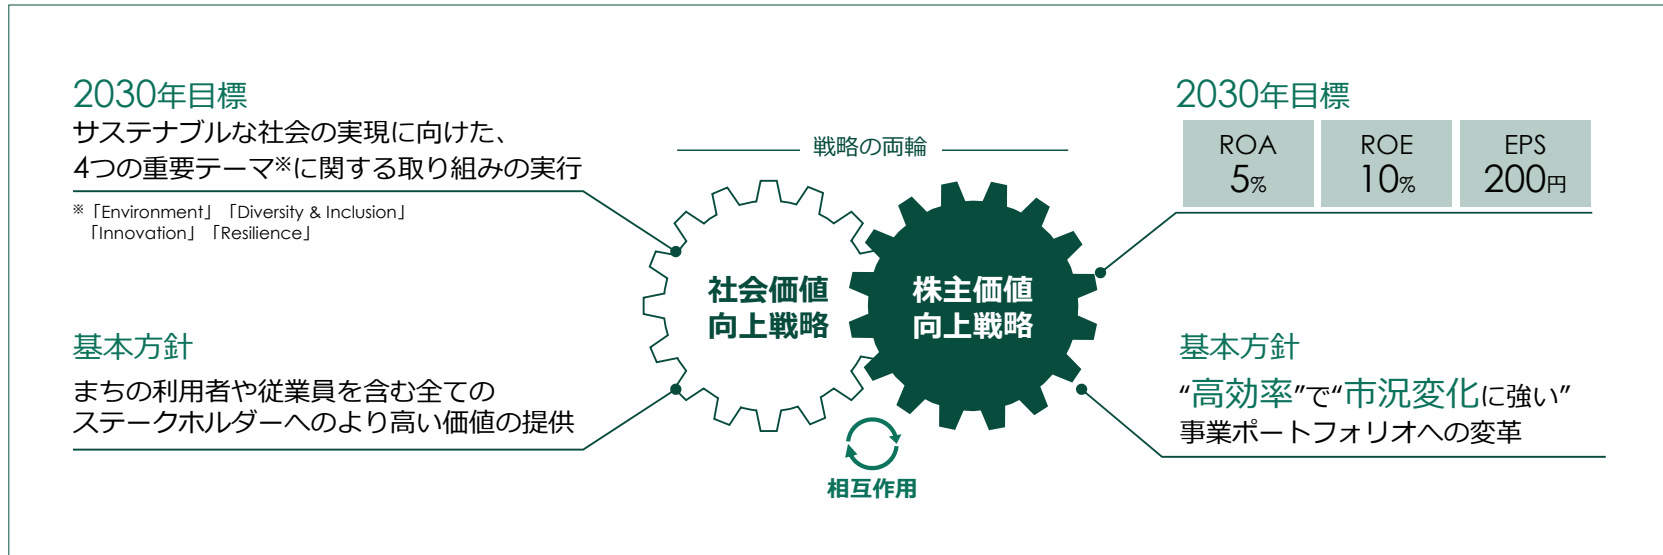 2030年目標
サステナブルな社会の実現に向けた、
4つの重要テーマ※に関する取り組みの実行
※「Environment」「Diversity & Inclusion」
「Innovation」「Resilience」
基本方針
まちの利用者や従業員を含む全ての
ステークホルダーへのより高い価値の提供
戦略の両輪
社会価値
向上戦略
株主価値
向上戦略
相互作用
2030年目標
ROA
5%
ROE
10%
EPS
200円
基本方針
“高効率”で“市況変化に強い”
事業ポートフォリオへの変革